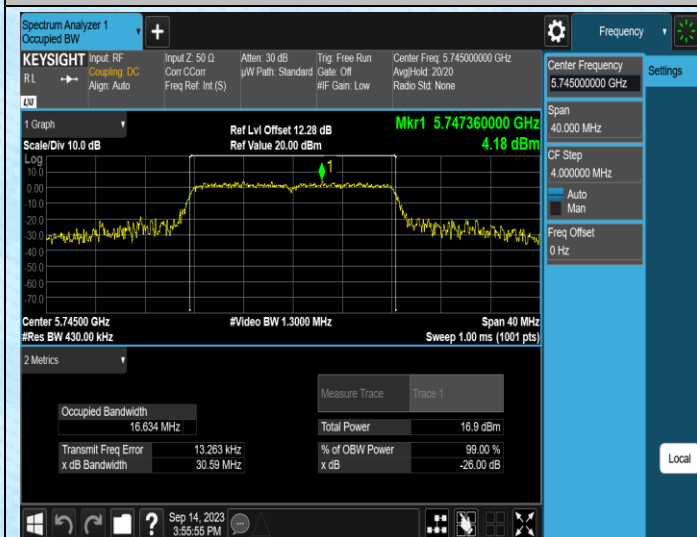 Spectrum Analyzer 1
Occupied BW
Frequency
KEYSIGHT
R L
LXI
Input: RF
Coupling: DC
Align: Auto
Input Z: 50 Ω
Corr CCorr
Freq Ref: Int (S)
Atten: 30 dB
µW Path: Standard
Trig: Free Run
Gate: Off
#IF Gain: Low
Center Freq: 5.745000000 GHz
Avg|Hold: 20/20
Radio Std: None
Center Frequency
5.745000000 GHz
Settings
Span
40.000 MHz
CF Step
4.000000 MHz
Auto
Man
Freq Offset
0 Hz
Local
1 Graph
Scale/Div 10.0 dB
Ref Lvl Offset 12.28 dB
Ref Value 20.00 dBm
Mkr1 5.747360000 GHz
4.18 dBm
Log
10.0
0.00
-10.0
-20.0
-30.0
-40.0
-50.0
-60.0
-70.0
1
Center 5.74500 GHz
#Res BW 430.00 kHz
#Video BW 1.3000 MHz
Span 40 MHz
Sweep 1.00 ms (1001 pts)
2 Metrics
Measure Trace
Trace 1
Occupied Bandwidth
16.634 MHz
Total Power
16.9 dBm
Transmit Freq Error
13.263 kHz
% of OBW Power
99.00 %
x dB Bandwidth
30.59 MHz
x dB
-26.00 dB
?
Sep 14, 2023
3:55:55 PM